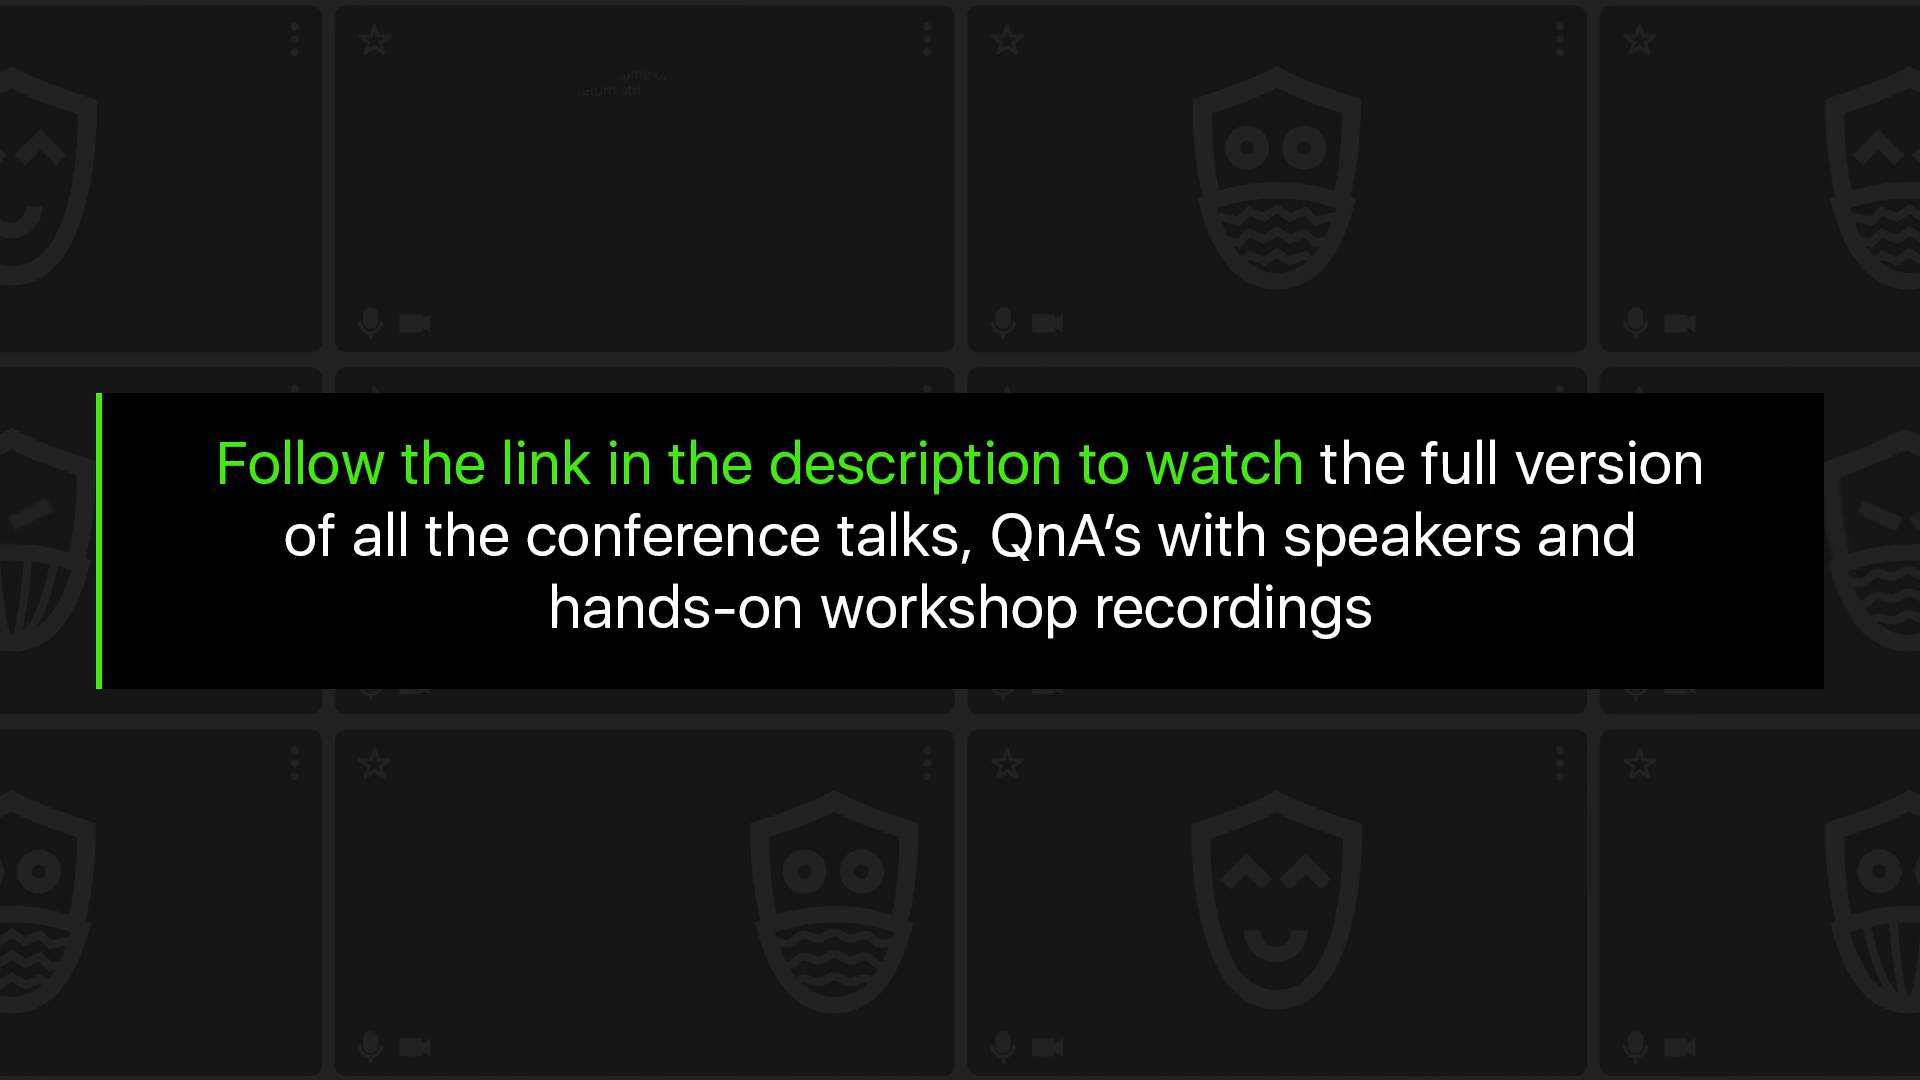 Follow the link in the description to watch the full version
of all the conference talks, QnA’s with speakers and
hands-on workshop recordings